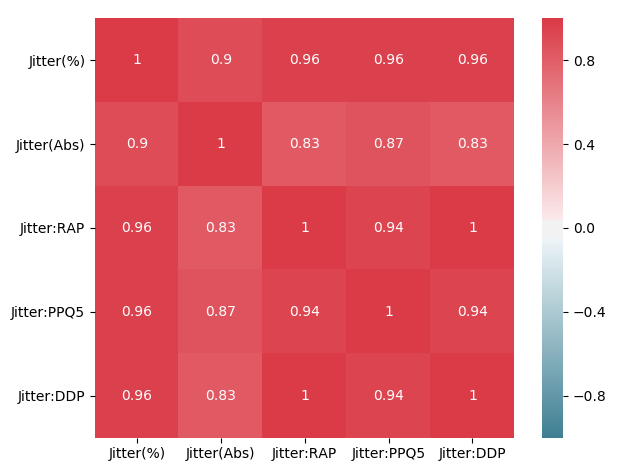 Jitter(%) 1 0.9 0.96 0.96 0.96
Jitter(Abs) 0.9 1 0.83 0.87 0.83
Jitter:RAP 0.96 0.83 1 0.94 1
Jitter:PPQ5 0.96 0.87 0.94 1 0.94
Jitter:DDP 0.96 0.83 1 0.94 1
Jitter(%) Jitter(Abs) Jitter:RAP Jitter:PPQ5 Jitter:DDP
0.8
0.4
0.0
−0.4
−0.8